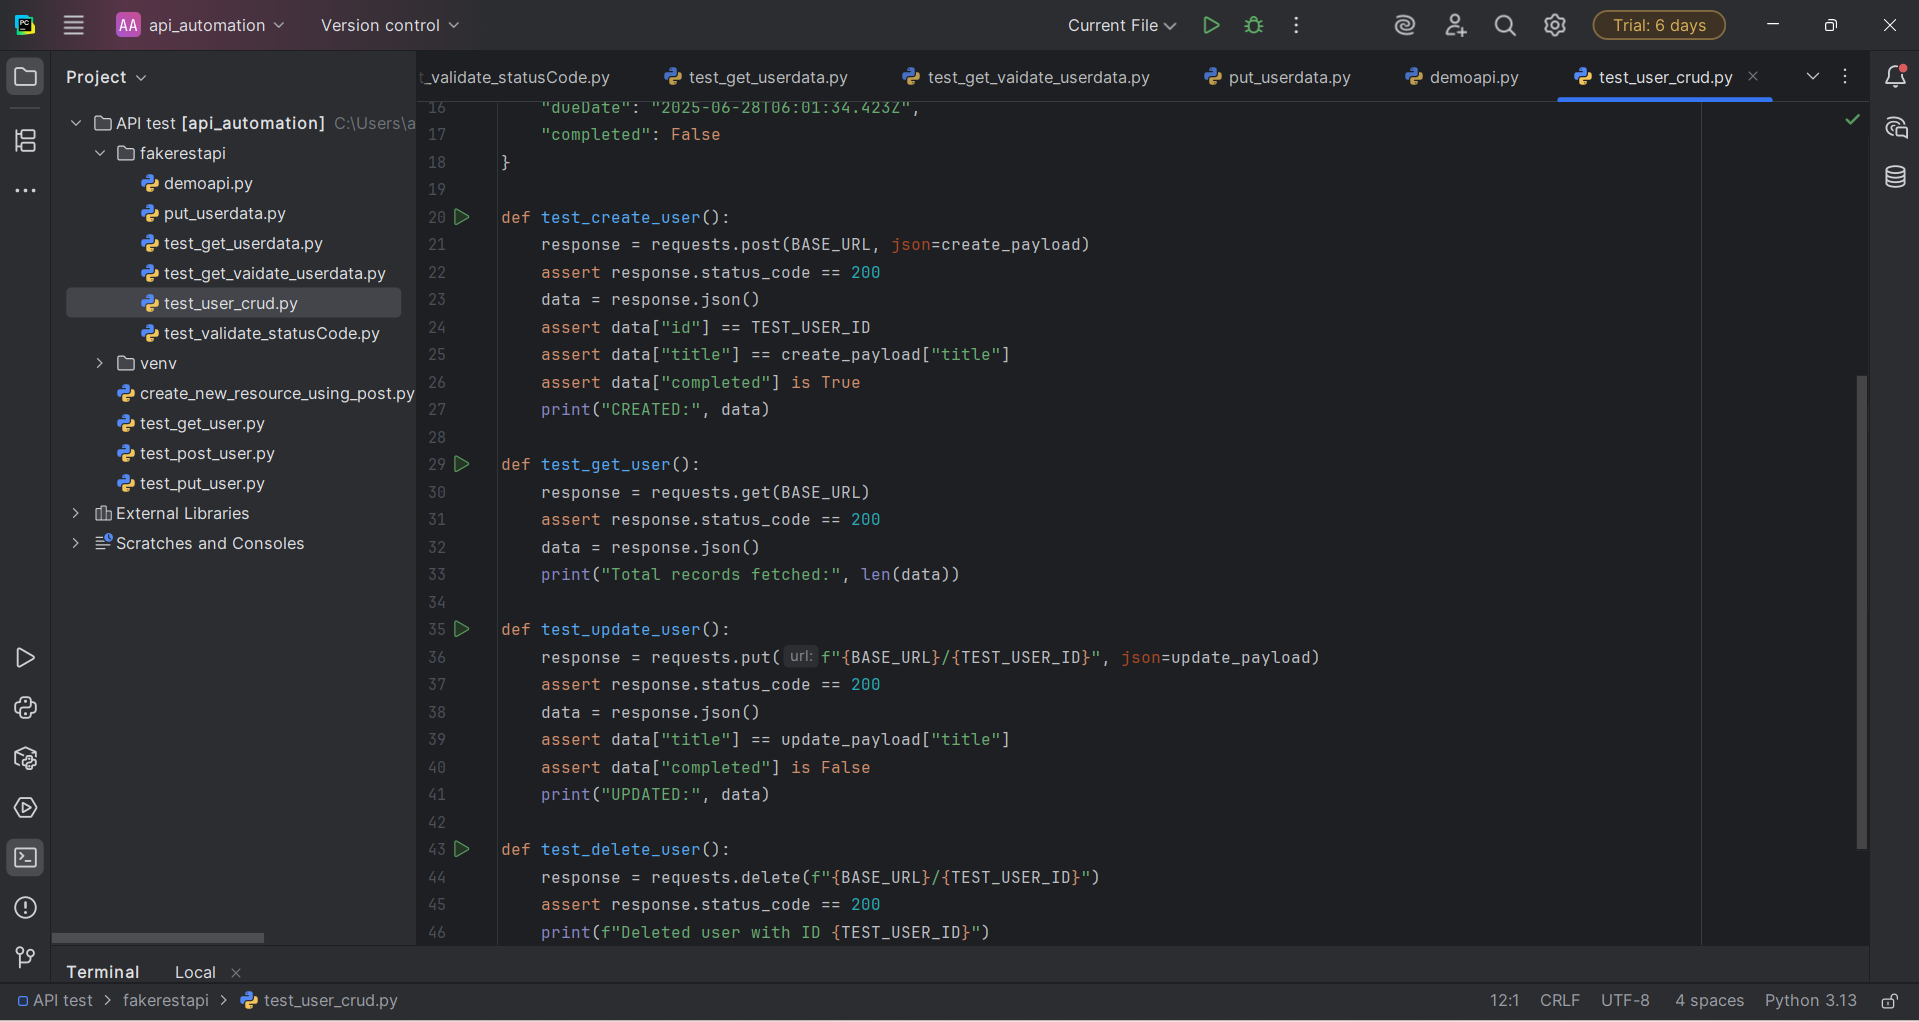 AA api_automation Version control Current File Trial: 6 days
Project
t_validate_statusCode.py test_get_userdata.py test_get_vaidate_userdata.py put_userdata.py demoapi.py test_user_crud.py
API test [api_automation] C:\Users\a
fakerestapi
demoapi.py
put_userdata.py
test_get_userdata.py
test_get_vaidate_userdata.py
test_user_crud.py
test_validate_statusCode.py
venv
create_new_resource_using_post.py
test_get_user.py
test_post_user.py
test_put_user.py
External Libraries
Scratches and Consoles
16 "dueDate": "2025-06-28T06:01:34.423Z",
17 "completed": False
18 }
19
20 def test_create_user():
21 response = requests.post(BASE_URL, json=create_payload)
22 assert response.status_code == 200
23 data = response.json()
24 assert data["id"] == TEST_USER_ID
25 assert data["title"] == create_payload["title"]
26 assert data["completed"] is True
27 print("CREATED:", data)
28
29 def test_get_user():
30 response = requests.get(BASE_URL)
31 assert response.status_code == 200
32 data = response.json()
33 print("Total records fetched:", len(data))
34
35 def test_update_user():
36 response = requests.put( url: f"{BASE_URL}/{TEST_USER_ID}", json=update_payload)
37 assert response.status_code == 200
38 data = response.json()
39 assert data["title"] == update_payload["title"]
40 assert data["completed"] is False
41 print("UPDATED:", data)
42
43 def test_delete_user():
44 response = requests.delete(f"{BASE_URL}/{TEST_USER_ID}")
45 assert response.status_code == 200
46 print(f"Deleted user with ID {TEST_USER_ID}")
Terminal Local
API test > fakerestapi > test_user_crud.py 12:1 CRLF UTF-8 4 spaces Python 3.13